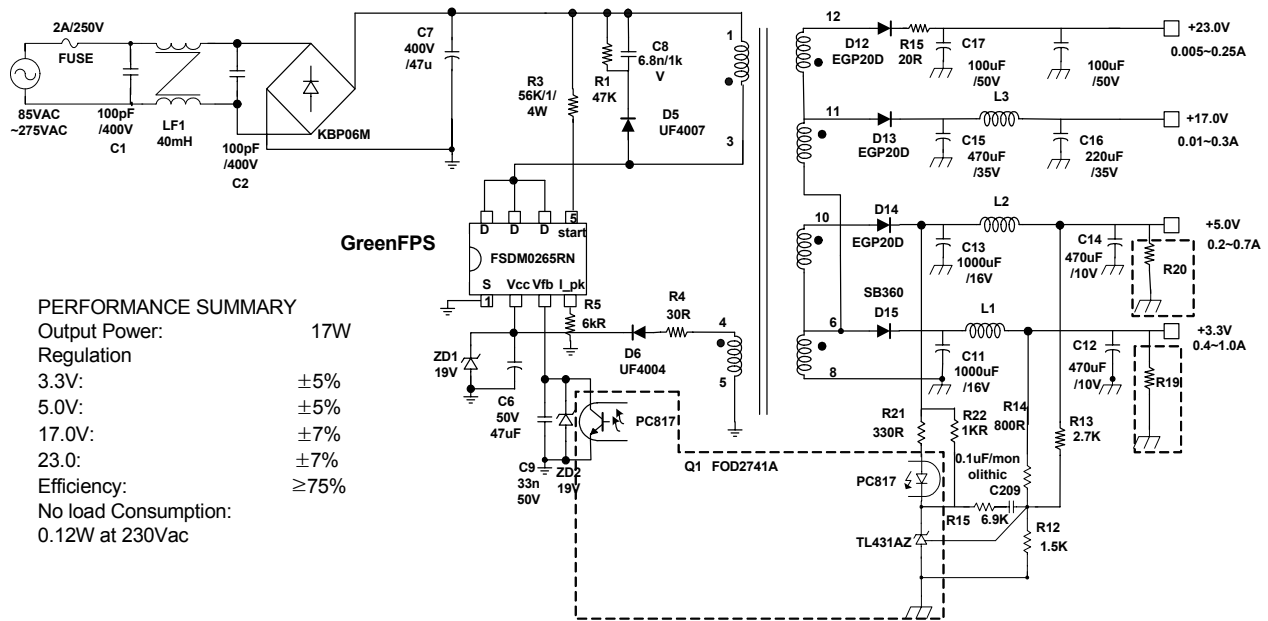 2A/250V
FUSE
85VAC
~275VAC
100pF
/400V
C1
LF1
40mH
100pF
/400V
C2
KBP06M
C7
400V
/47u
R3
56K/1/
4W
R1
47K
C8
6.8n/1k
V
D5
UF4007
1
3
GreenFPS
D
D
D
5
start
FSDM0265RN
S
Vcc
Vfb
I_pk
1
R5
6kR
R4
30R
4
5
D6
UF4004
ZD1
19V
C6
50V
47uF
C9
33n
50V
ZD2
19V
PC817
Q1 FOD2741A
12
D12
EGP20D
R15
20R
C17
100uF
/50V
100uF
/50V
+23.0V
0.005~0.25A
11
D13
EGP20D
L3
C15
470uF
/35V
C16
220uF
/35V
+17.0V
0.01~0.3A
10
D14
EGP20D
L2
C13
1000uF
/16V
C14
470uF
/10V
R20
+5.0V
0.2~0.7A
6
SB360
D15
L1
8
C11
1000uF
/16V
C12
470uF
/10V
R19
+3.3V
0.4~1.0A
R21
330R
R22
1KR
R14
800R
R13
2.7K
0.1uF/mon
olithic
C209
PC817
R15
6.9K
TL431AZ
R12
1.5K
PERFORMANCE SUMMARY
Output Power: 17W
Regulation
3.3V: ±5%
5.0V: ±5%
17.0V: ±7%
23.0: ±7%
Efficiency: ≥75%
No load Consumption:
0.12W at 230Vac